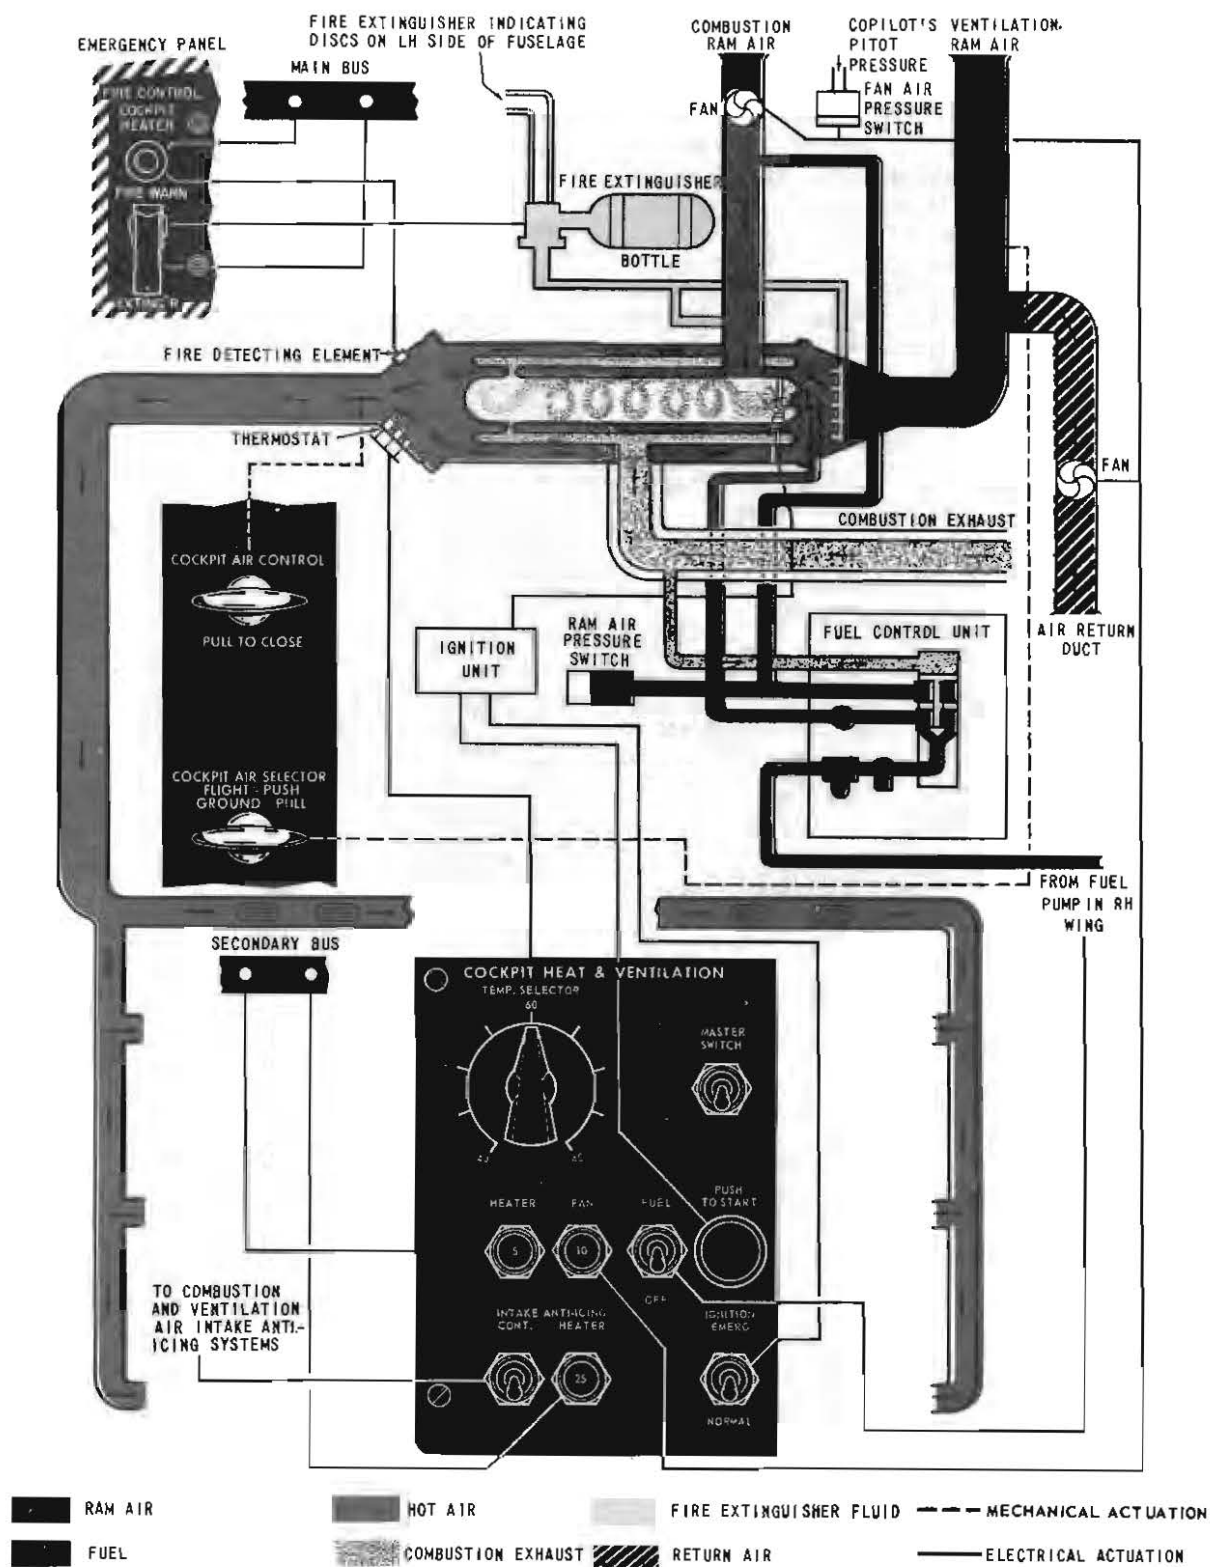 FIRE EXTINGUISHER INDICATING
DISCS ON LH SIDE OF FUSELAGE
COMBUSTION
RAM AIR
COPILOT'S
PITOT
PRESSURE
VENTILATION
RAM AIR
EMERGENCY PANEL
MAIN BUS
FAN AIR
PRESSURE
SWITCH
FAN
FIRE CONTROL
COCKPIT
HEATER
FIRE WARN
EXTING'R
FIRE EXTINGUISHER
BOTTLE
FIRE DETECTING ELEMENT
THERMOSTAT
FAN
COMBUSTION EXHAUST
COCKPIT AIR CONTROL
PULL TO CLOSE
IGNITION
UNIT
RAM AIR
PRESSURE
SWITCH
FUEL CONTROL UNIT
AIR RETURN
DUCT
COCKPIT AIR SELECTOR
FLIGHT - PUSH
GROUND PULL
FROM FUEL
PUMP IN RH
WING
SECONDARY BUS
COCKPIT HEAT & VENTILATION
TEMP. SELECTOR
60
MASTER
SWITCH
HEATER
FAN
FUEL
PUSH
TO START
5
10
OFF
TO COMBUSTION
AND VENTILATION
AIR INTAKE ANTI-
ICING SYSTEMS
INTAKE ANTI-ICING
CONT. HEATER
IGNITION
EMERG
25
NORMAL
RAM AIR
HOT AIR
FIRE EXTINGUISHER FLUID
MECHANICAL ACTUATION
FUEL
COMBUSTION EXHAUST
RETURN AIR
ELECTRICAL ACTUATION